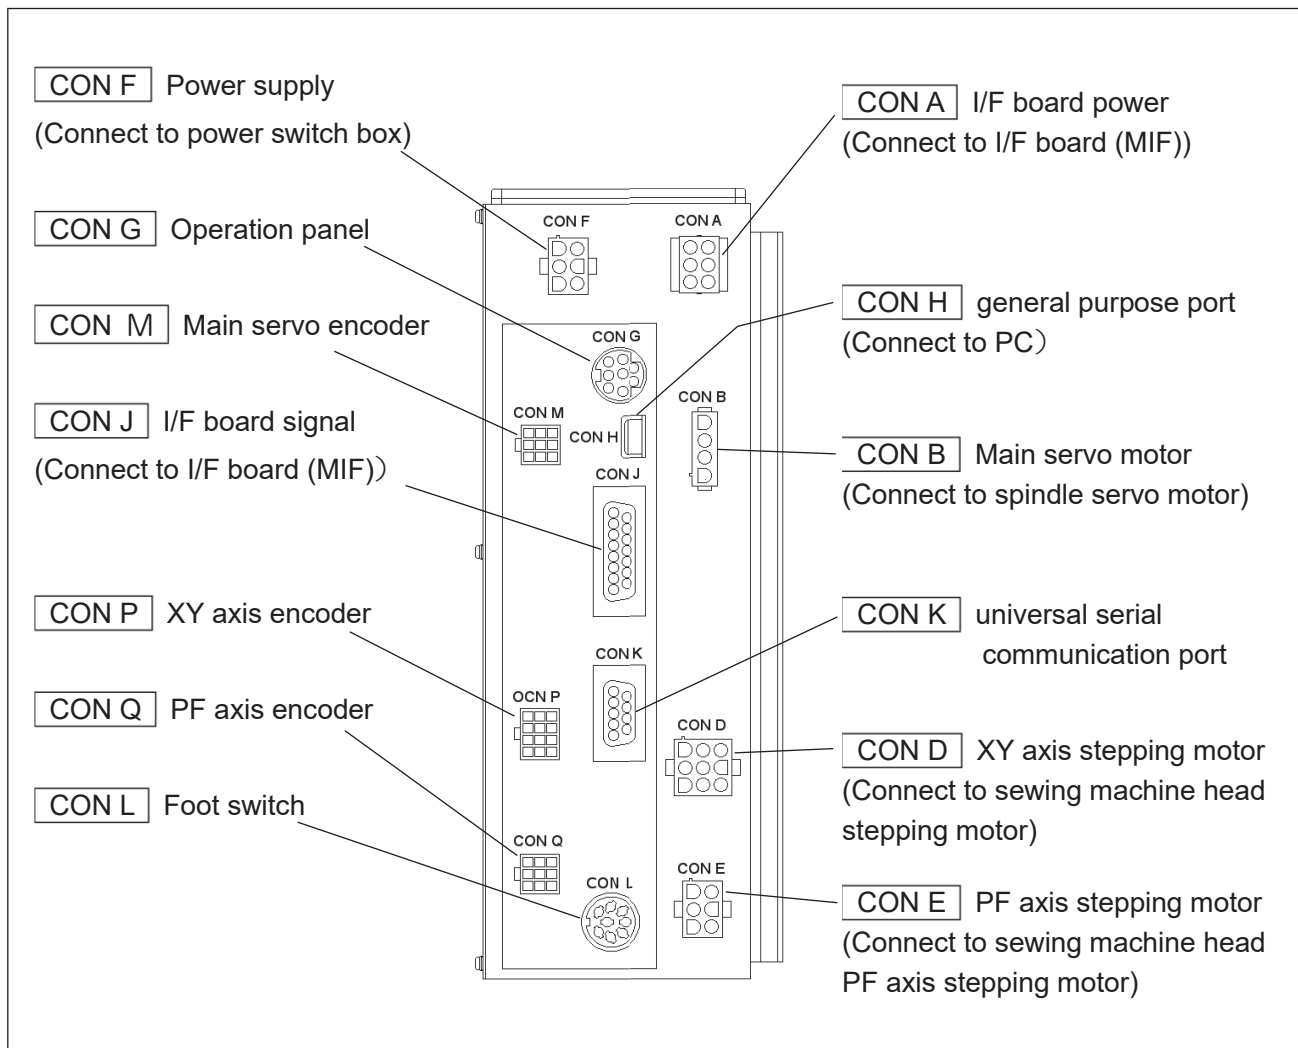 CON F Power supply
(Connect to power switch box)
CON G Operation panel
CON M Main servo encoder
CON J I/F board signal
(Connect to I/F board (MIF)）
CON P XY axis encoder
CON Q PF axis encoder
CON L Foot switch
CON F
CON A
CON G
CON B
CON M
CON H
CON J
CON K
OCN P
CON D
CON Q
CON E
CON L
CON A I/F board power
(Connect to I/F board (MIF))
CON H general purpose port
(Connect to PC）
CON B Main servo motor
(Connect to spindle servo motor)
CON K universal serial
communication port
CON D XY axis stepping motor
(Connect to sewing machine head
stepping motor)
CON E PF axis stepping motor
(Connect to sewing machine head
PF axis stepping motor)